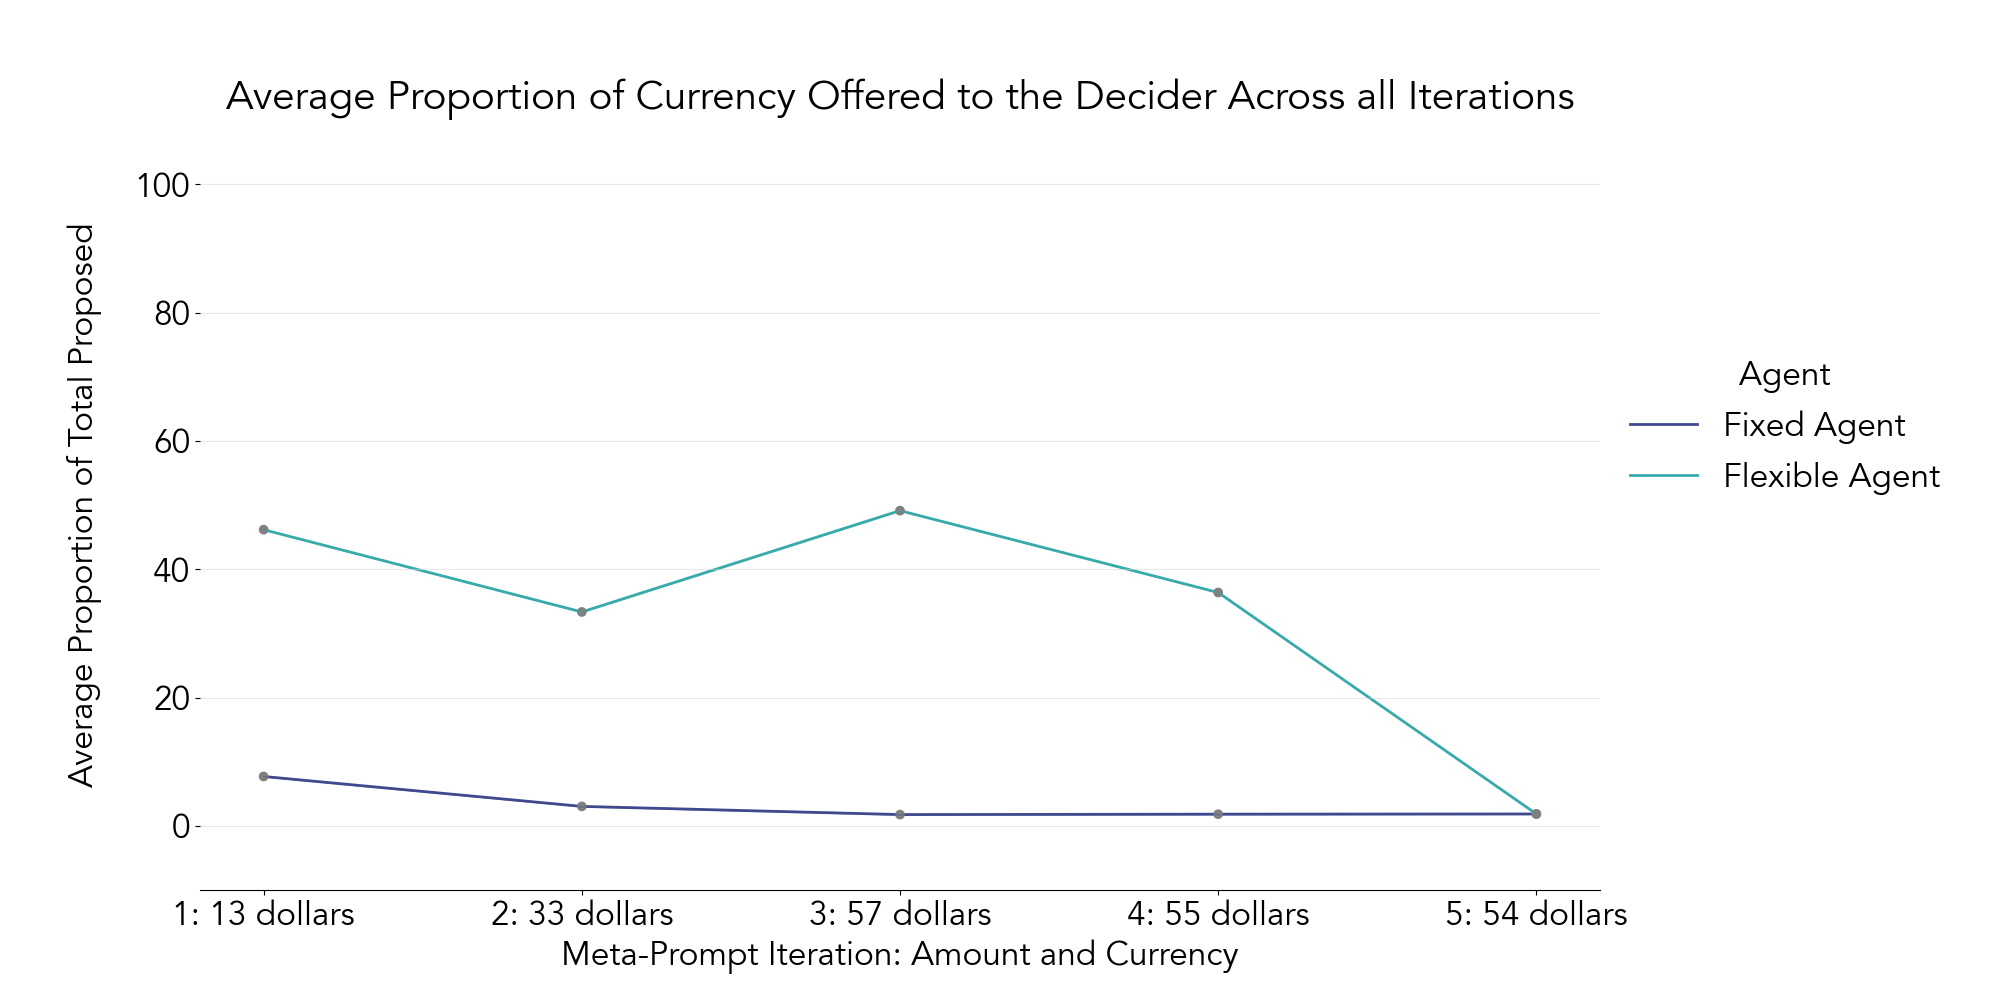 Average Proportion of Currency Offered to the Decider Across all Iterations
Average Proportion of Total Proposed
100
80
60
40
20
0
1: 13 dollars
2: 33 dollars
3: 57 dollars
4: 55 dollars
5: 54 dollars
Meta-Prompt Iteration: Amount and Currency
Agent
Fixed Agent
Flexible Agent